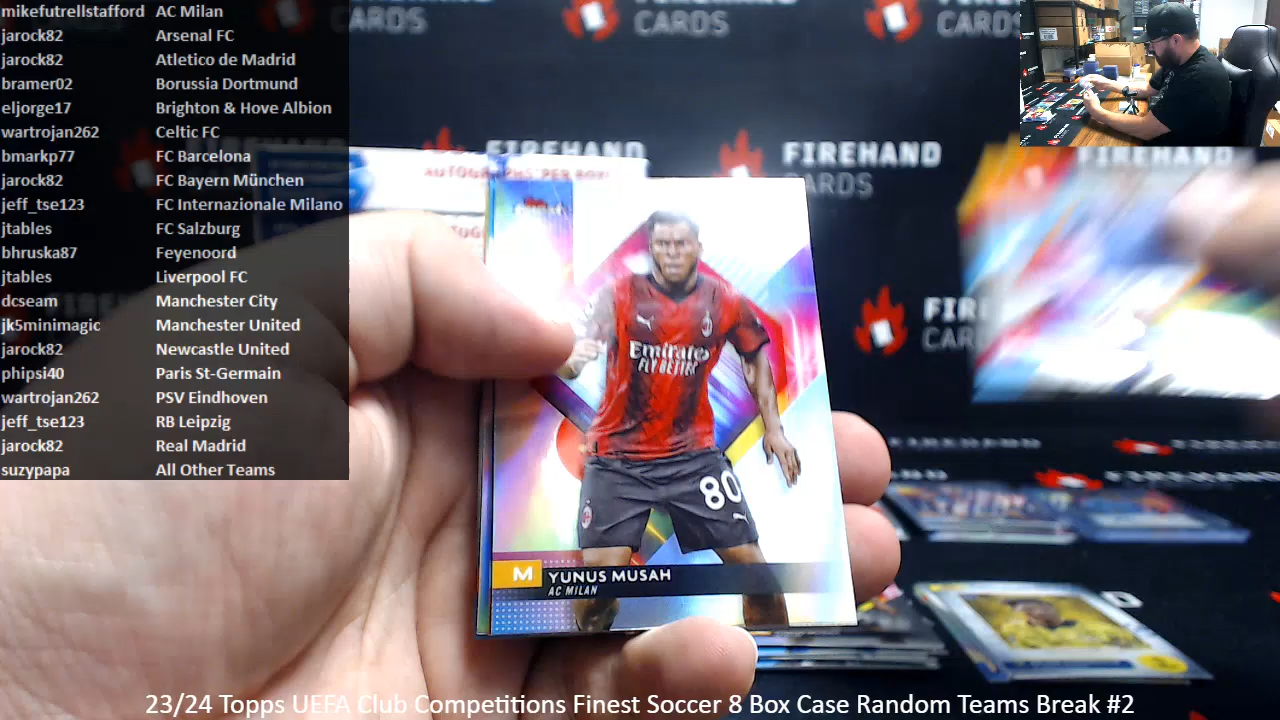 mikefutrellstafford AC Milan
jarock82 Arsenal FC
jarock82 Atletico de Madrid
bramer02 Borussia Dortmund
eljorge17 Brighton & Hove Albion
wartrojan262 Celtic FC
bmarkp77 FC Barcelona
jarock82 FC Bayern München
jeff_tse123 FC Internazionale Milano
jtables FC Salzburg
bhruska87 Feyenoord
jtables Liverpool FC
dcseam Manchester City
jk5minimagic Manchester United
jarock82 Newcastle United
phipsi40 Paris St-Germain
wartrojan262 PSV Eindhoven
jeff_tse123 RB Leipzig
jarock82 Real Madrid
suzypapa All Other Teams
CARDS
CARDS
CARDS
FIREHAND
FIREHAND
CARDS
PER BOX
Emirates
FLY BETTER
80
M YUNUS MUSAH
AC MILAN
23/24 Topps UEFA Club Competitions Finest Soccer 8 Box Case Random Teams Break #2